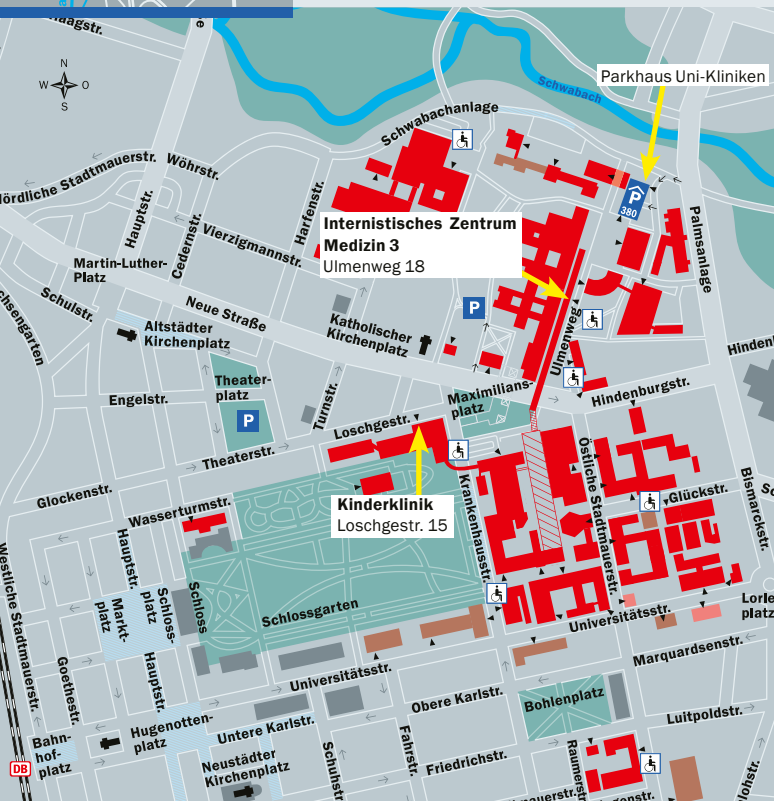 Schwabach
Parkhaus Uni-Kliniken
N
W O
S
Schwabachanlage
Nördliche Stadtmauerstr.
Wöhrstr.
P
380
Hauptstr.
Cedernstr.
Harfenstr.
Vierzigmannstr.
Palmsanlage
Internistisches Zentrum
Medizin 3
Ulmenweg 18
Martin-Luther-
Platz
Schulstr.
Neue Straße
Altstädter
Kirchenplatz
Katholischer
Kirchenplatz
P
Ulmenweg
Theater-
platz
P
Engelstr.
Turnstr.
Maximilians-
platz
Hindenburgstr.
Loschgestr.
Theaterstr.
Glockenstr.
Wasserturmstr.
Kinderklinik
Loschgestr. 15
Krankenhausstr.
Östliche Stadtmauerstr.
Glückstr.
Bismarckstr.
Westliche Stadtmauerstr.
Hauptstr.
Markt-
platz
Schloss-
platz
Schloss
Schlossgarten
Universitätsstr.
Lorle
platz
Goethestr.
Hauptstr.
Universitätsstr.
Marquardsenstr.
Obere Karlstr.
Bohlenplatz
Luitpoldstr.
Bahn-
hof-
platz
Hugenotten-
platz
Untere Karlstr.
DB
Neustädter
Kirchenplatz
Schuhstr.
Fahrstr.
Friedrichstr.
Raumerstr.